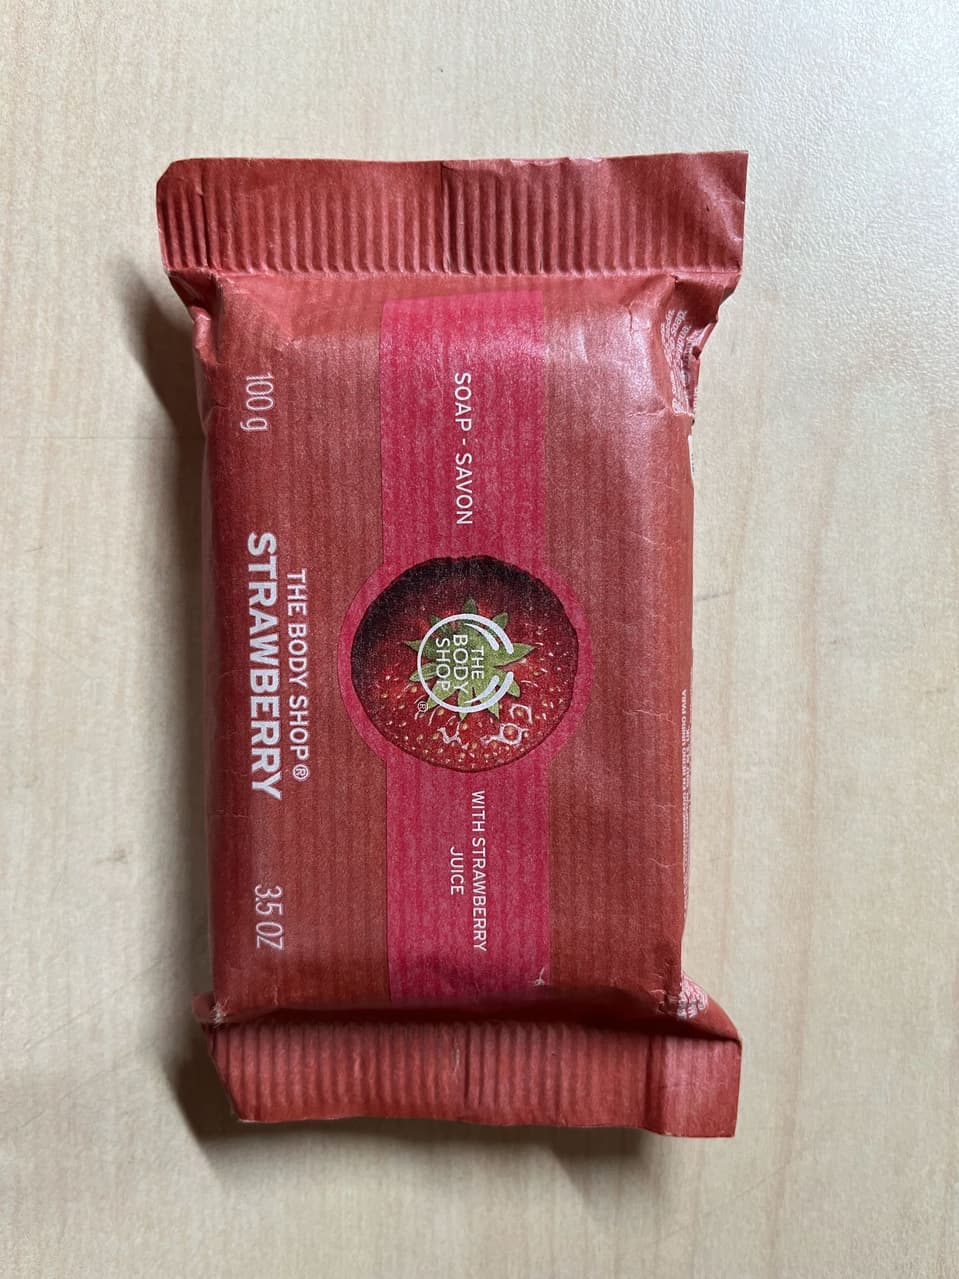 SOAP - SAVON
THE
BODY
SHOP
®
WITH STRAWBERRY
JUICE
THE BODY SHOP®
100 g
STRAWBERRY
3.5 OZ